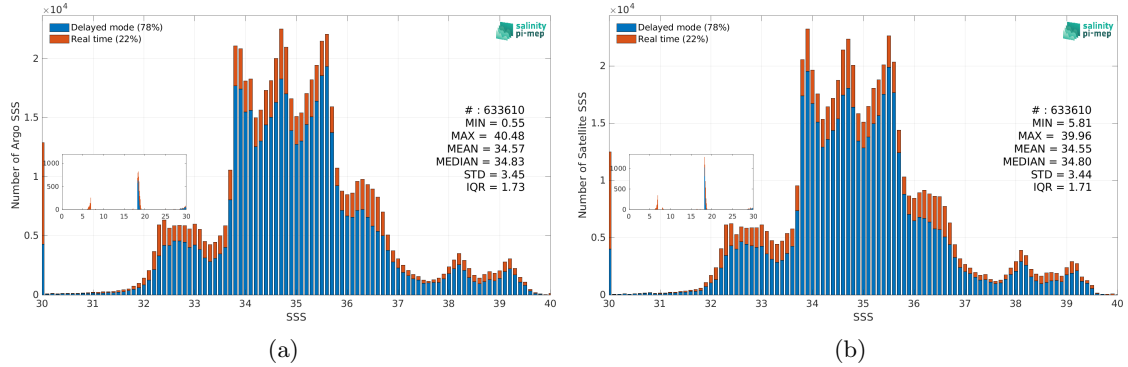 ×10⁴
Delayed mode (78%)
Real time (22%)
salinity
pi-mep
Number of Argo SSS
2
1.5
1
0.5
0
# : 633610
MIN = 0.55
MAX = 40.48
MEAN = 34.57
MEDIAN = 34.83
STD = 3.45
IQR = 1.73
1000
500
0
0 5 10 15 20 25 30
30 31 32 33 34 35 36 37 38 39 40
SSS
(a)
×10⁴
Delayed mode (78%)
Real time (22%)
salinity
pi-mep
Number of Satellite SSS
2
1.5
1
0.5
0
# : 633610
MIN = 5.81
MAX = 39.96
MEAN = 34.55
MEDIAN = 34.80
STD = 3.44
IQR = 1.71
1000
500
0
0 5 10 15 20 25 30
30 31 32 33 34 35 36 37 38 39 40
SSS
(b)